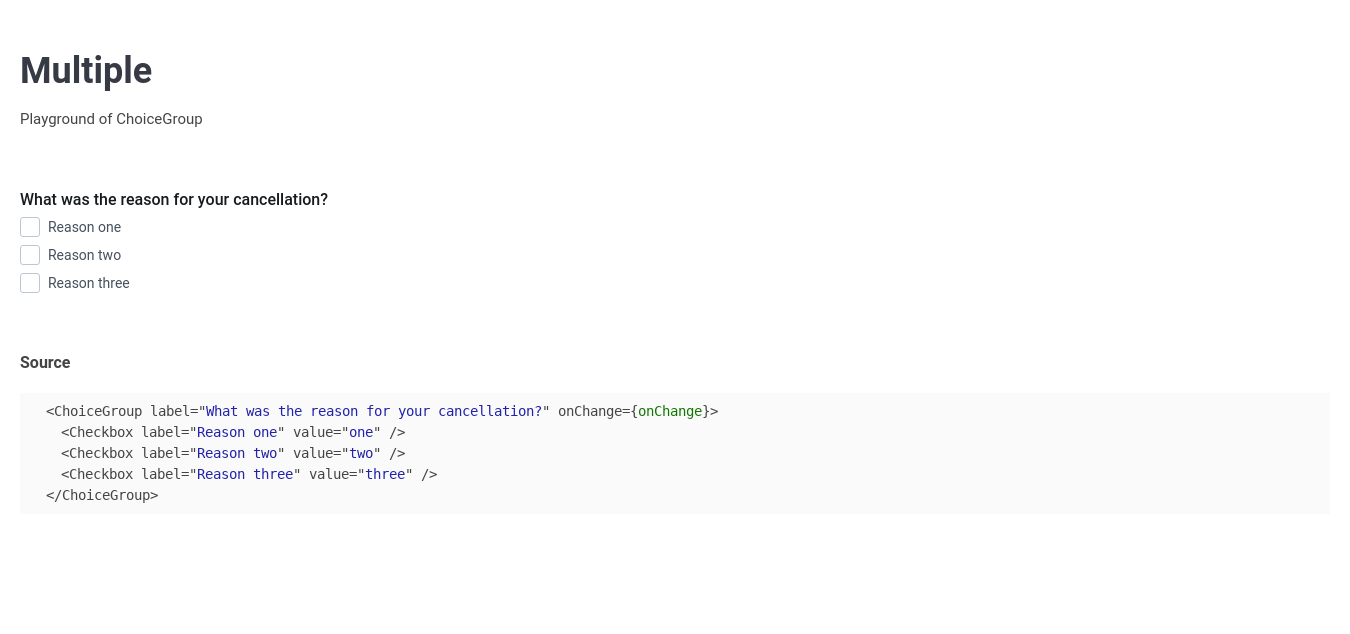 Multiple
Playground of ChoiceGroup
What was the reason for your cancellation?
Reason one
Reason two
Reason three
Source
<ChoiceGroup label="What was the reason for your cancellation?" onChange={onChange}>
<Checkbox label="Reason one" value="one" />
<Checkbox label="Reason two" value="two" />
<Checkbox label="Reason three" value="three" />
</ChoiceGroup>